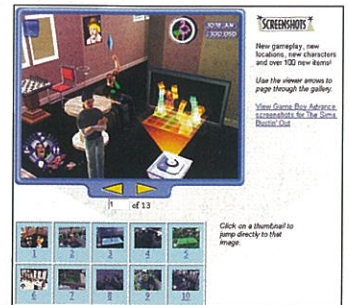 SCREENSHOTS
New gameplay, new
locations, new characters
and over 100 new items!
Use the viewer arrows to
page through the gallery.
View Game Boy Advance
screenshots for The Sims
Bustin' Out
1 of 13
Click on a thumbnail to
jump directly to that
image.
1 2 3 4 5
6 7 8 9 10